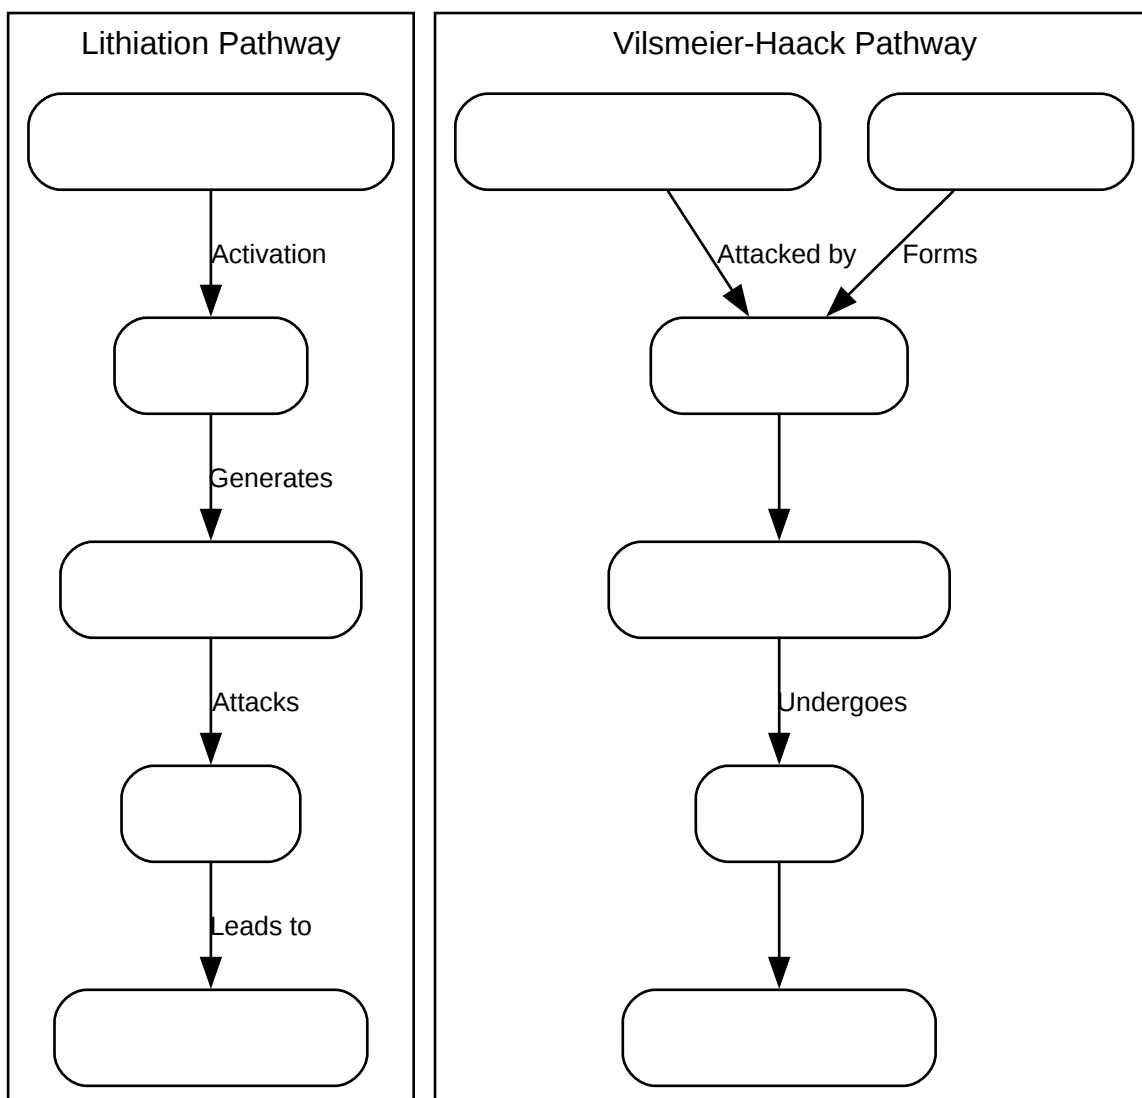 Lithiation Pathway
Activation
Generates
Attacks
Leads to
Vilsmeier-Haack Pathway
Attacked by
Forms
Undergoes